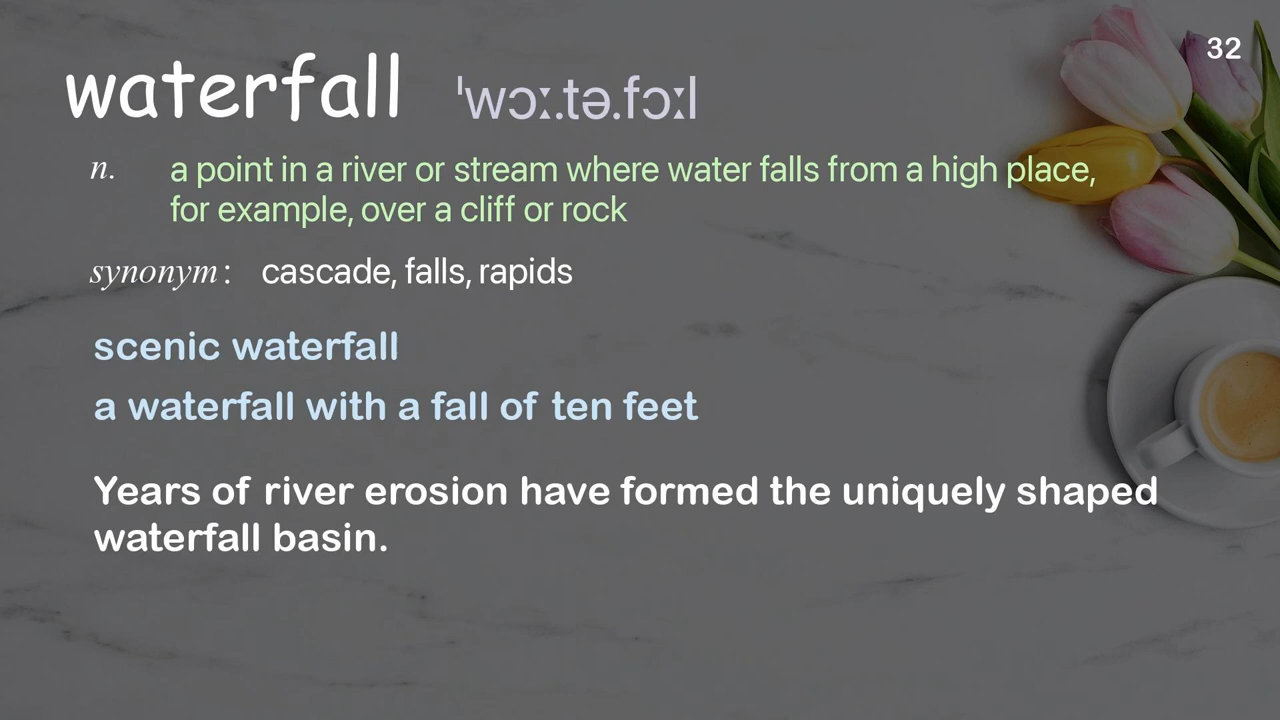 32
waterfall ˈwɔː.tə.fɔːl
n. a point in a river or stream where water falls from a high place,
for example, over a cliff or rock
synonym: cascade, falls, rapids
scenic waterfall
a waterfall with a fall of ten feet
Years of river erosion have formed the uniquely shaped
waterfall basin.